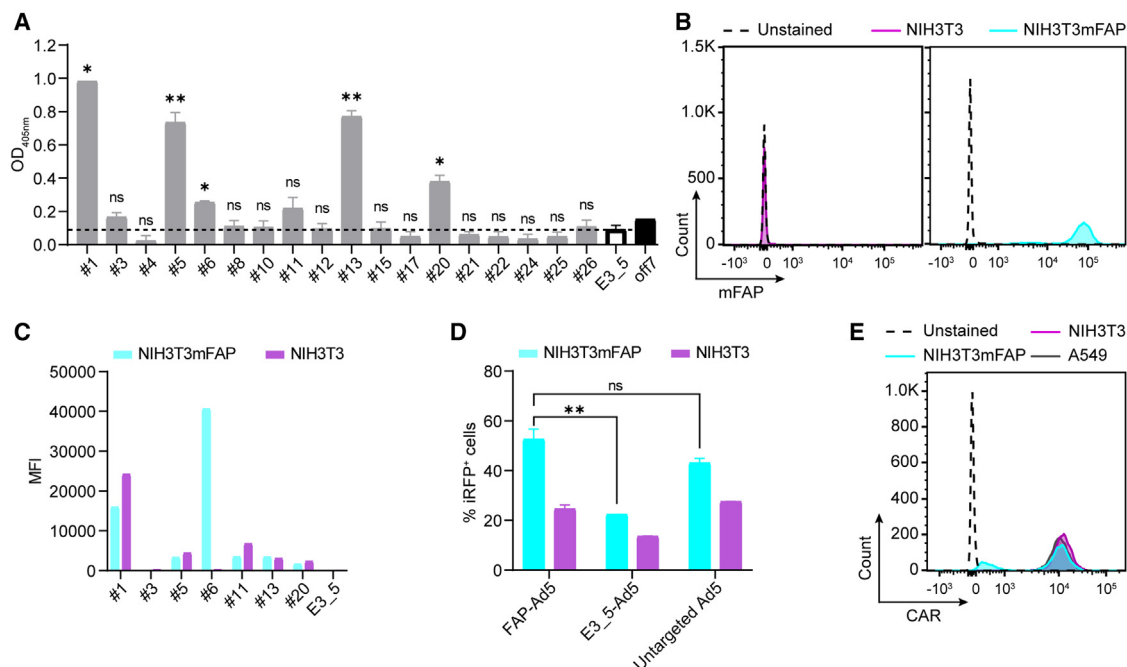 A
1.2
1.0
0.8
0.6
0.4
0.2
0.0
OD405nm
*
ns
ns
**
*
ns
ns
ns
ns
**
ns
ns
*
ns
ns
ns
ns
ns
#1
#3
#4
#5
#6
#8
#10
#11
#12
#13
#15
#17
#20
#21
#22
#24
#25
#26
E3_5
off7
B
Unstained NIH3T3 NIH3T3mFAP
1.5K
1.0K
500
0
Count
-10³ 0 10³ 10⁴ 10⁵
-10³ 0 10³ 10⁴ 10⁵
mFAP
C
NIH3T3mFAP NIH3T3
50000
40000
30000
20000
10000
0
MFI
#1
#3
#5
#6
#11
#13
#20
E3_5
D
NIH3T3mFAP NIH3T3
80
60
40
20
0
% iRFP⁺ cells
ns
**
FAP-Ad5
E3_5-Ad5
Untargeted Ad5
E
Unstained NIH3T3
NIH3T3mFAP A549
1.0K
800
600
400
200
0
Count
-10³ 0 10³ 10⁴ 10⁵
CAR